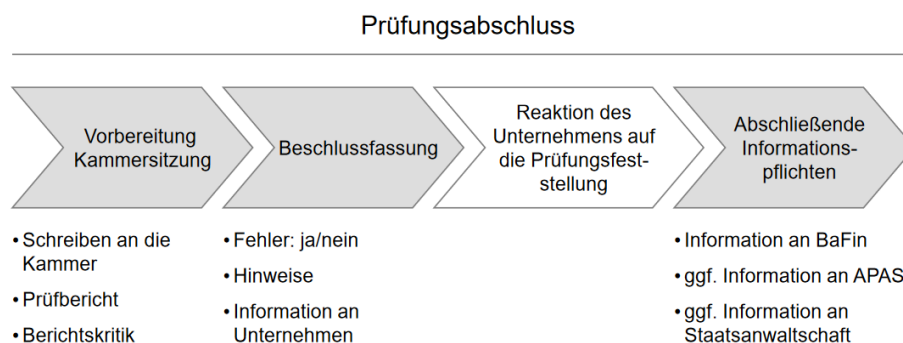 Prüfungsabschluss
Vorbereitung
Kammersitzung
Beschlussfassung
Reaktion des
Unternehmens auf
die Prüfungsfest-
stellung
Abschließende
Informations-
pflichten
• Schreiben an die
Kammer
• Prüfbericht
• Berichtskritik
• Fehler: ja/nein
• Hinweise
• Information an
Unternehmen
• Information an BaFin
• ggf. Information an APAS
• ggf. Information an
Staatsanwaltschaft